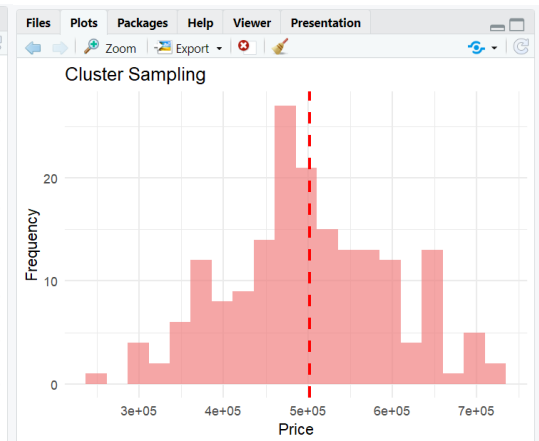 Files Plots Packages Help Viewer Presentation
Zoom Export
Cluster Sampling
Frequency
20
10
0
3e+05 4e+05 5e+05 6e+05 7e+05
Price